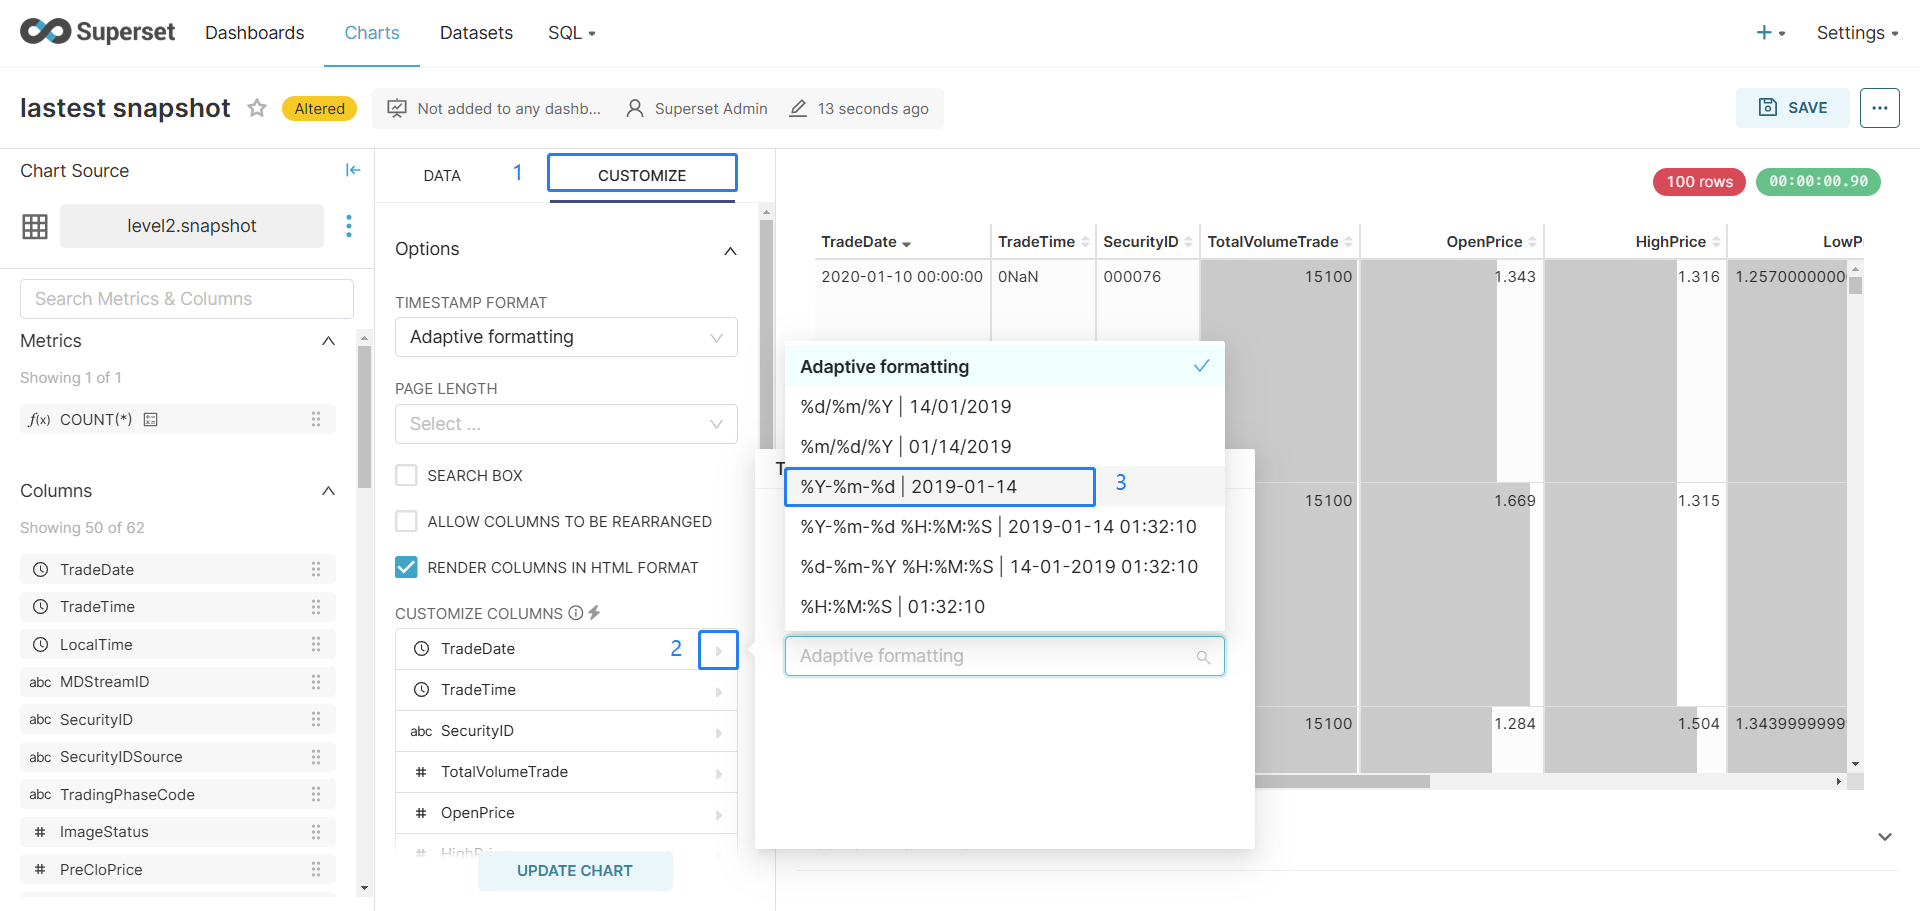 Superset
Dashboards
Charts
Datasets
SQL
Settings
lastest snapshot
Altered
Not added to any dashb...
Superset Admin
13 seconds ago
SAVE
Chart Source
level2.snapshot
Search Metrics & Columns
Metrics
Showing 1 of 1
f(x) COUNT(*)
Columns
Showing 50 of 62
TradeDate
TradeTime
LocalTime
abc MDStreamID
abc SecurityID
abc SecurityIDSource
abc TradingPhaseCode
# ImageStatus
# PreCloPrice
DATA
1
CUSTOMIZE
Options
TIMESTAMP FORMAT
Adaptive formatting
PAGE LENGTH
Select ...
SEARCH BOX
ALLOW COLUMNS TO BE REARRANGED
RENDER COLUMNS IN HTML FORMAT
CUSTOMIZE COLUMNS
TradeDate
2
TradeTime
abc SecurityID
# TotalVolumeTrade
# OpenPrice
UPDATE CHART
Adaptive formatting
%d/%m/%Y | 14/01/2019
%m/%d/%Y | 01/14/2019
%Y-%m-%d | 2019-01-14
3
%Y-%m-%d %H:%M:%S | 2019-01-14 01:32:10
%d-%m-%Y %H:%M:%S | 14-01-2019 01:32:10
%H:%M:%S | 01:32:10
Adaptive formatting
100 rows
00:00:00.90
TradeDate TradeTime SecurityID TotalVolumeTrade OpenPrice HighPrice LowP
2020-01-10 00:00:00 0NaN 000076 15100 1.343 1.316 1.2570000000
15100 1.669 1.315
15100 1.284 1.504 1.3439999999